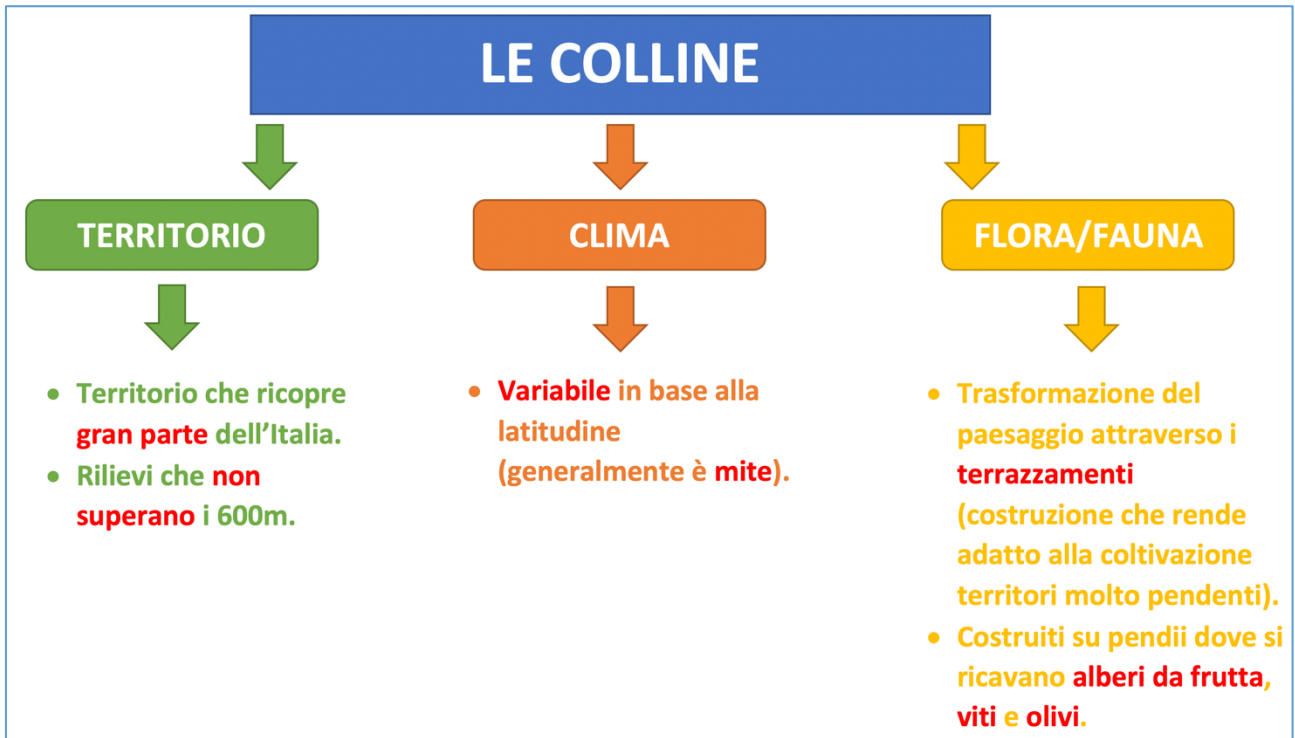 LE COLLINE
TERRITORIO
CLIMA
FLORA/FAUNA
• Territorio che ricopre
gran parte dell'Italia.
• Rilievi che non
superano i 600m.
• Variabile in base alla
latitudine
(generalmente è mite).
• Trasformazione del
paesaggio attraverso i
terrazzamenti
(costruzione che rende
adatto alla coltivazione
territori molto pendenti).
• Costruiti su pendii dove si
ricavano alberi da frutta,
viti e olivi.